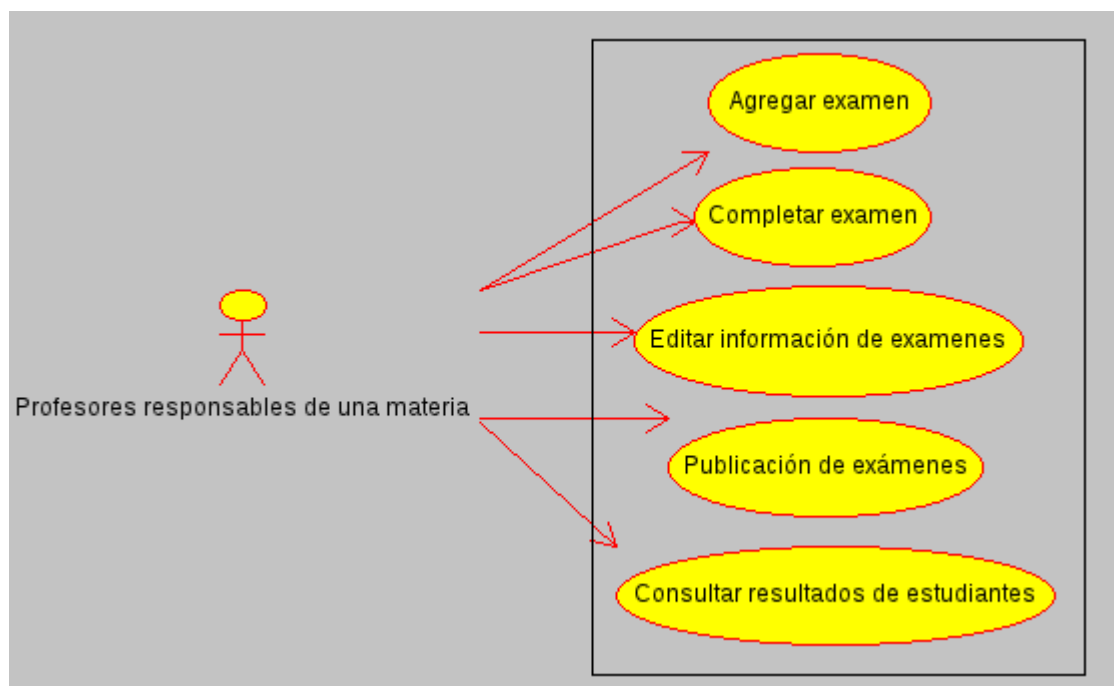 Agregar examen
Completar examen
Editar información de examenes
Profesores responsables de una materia
Publicación de exámenes
Consultar resultados de estudiantes